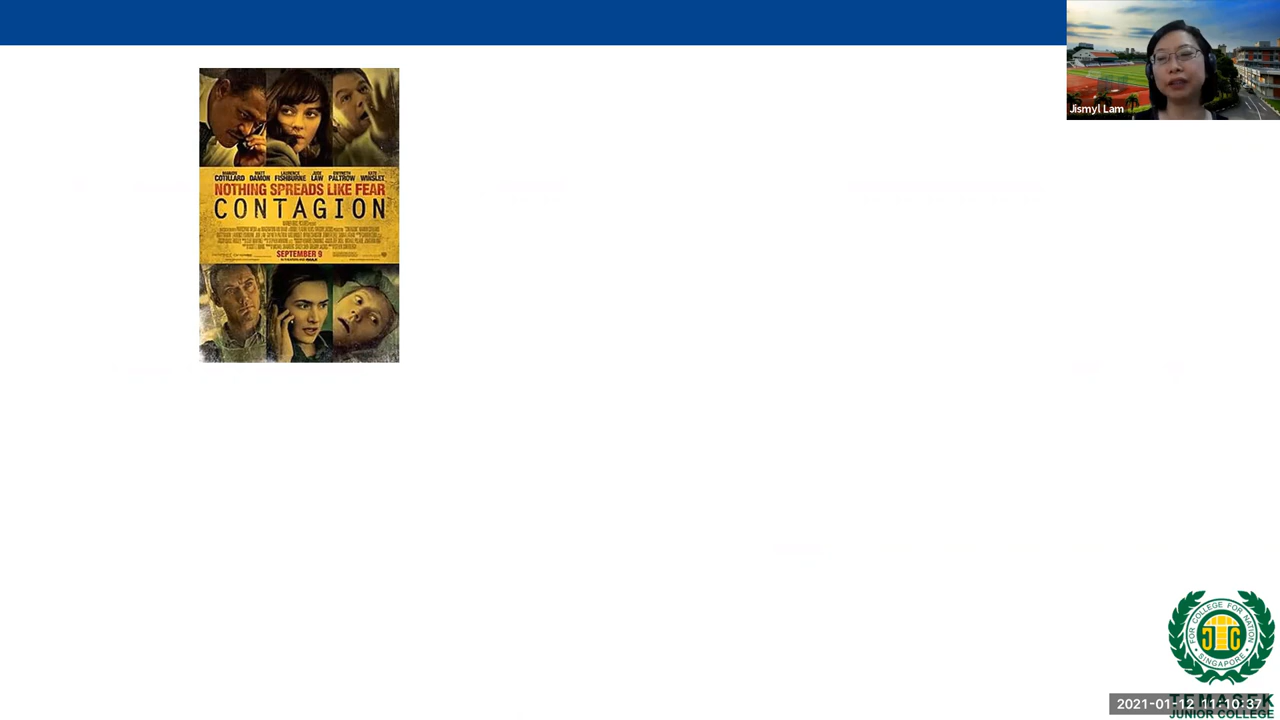 Jismyl Lam
MARION MATT LAURENCE JUDE GWYNETH KATE
COTILLARD DAMON FISHBURNE LAW PALTROW WINSLET
NOTHING SPREADS LIKE FEAR
CONTAGION
SEPTEMBER 9
FOR COLLEGE FOR NATION
TJC
SINGAPORE
TEMASEK
JUNIOR COLLEGE
2021-01-12 11:10:37